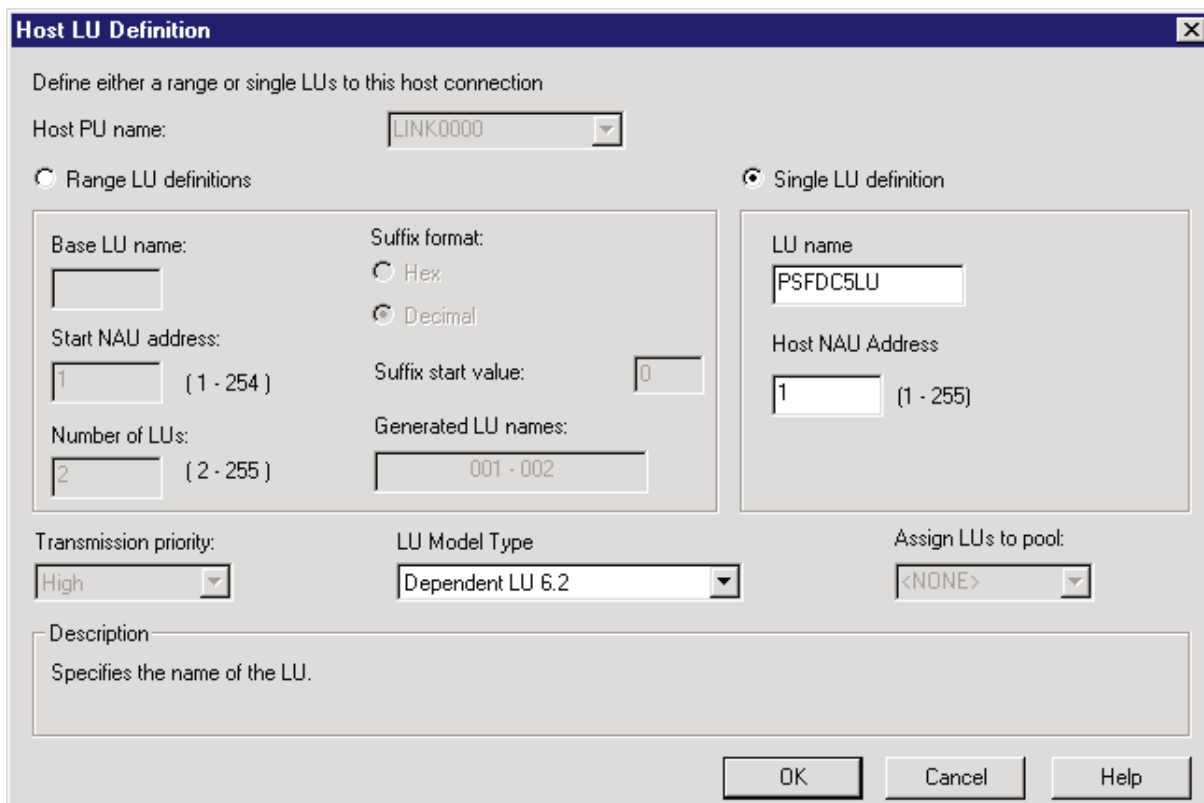 Host LU Definition
Define either a range or single LUs to this host connection
Host PU name:
LINK0000
Range LU definitions
Single LU definition
Base LU name:
Suffix format:
Hex
Decimal
Start NAU address:
1
( 1 - 254 )
Suffix start value:
0
Number of LUs:
2
( 2 - 255 )
Generated LU names:
001 - 002
LU name
PSFDC5LU
Host NAU Address
1
(1 - 255)
Transmission priority:
High
LU Model Type
Dependent LU 6.2
Assign LUs to pool:
<NONE>
Description
Specifies the name of the LU.
OK
Cancel
Help